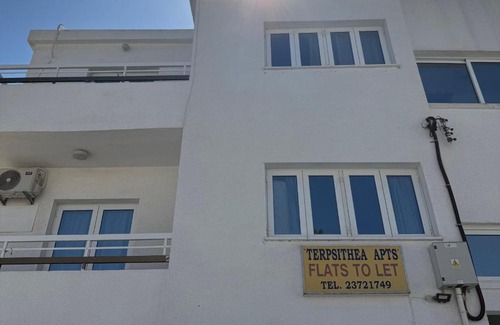 TERPSITHEA APTS
FLATS TO LET
TEL. 23721749